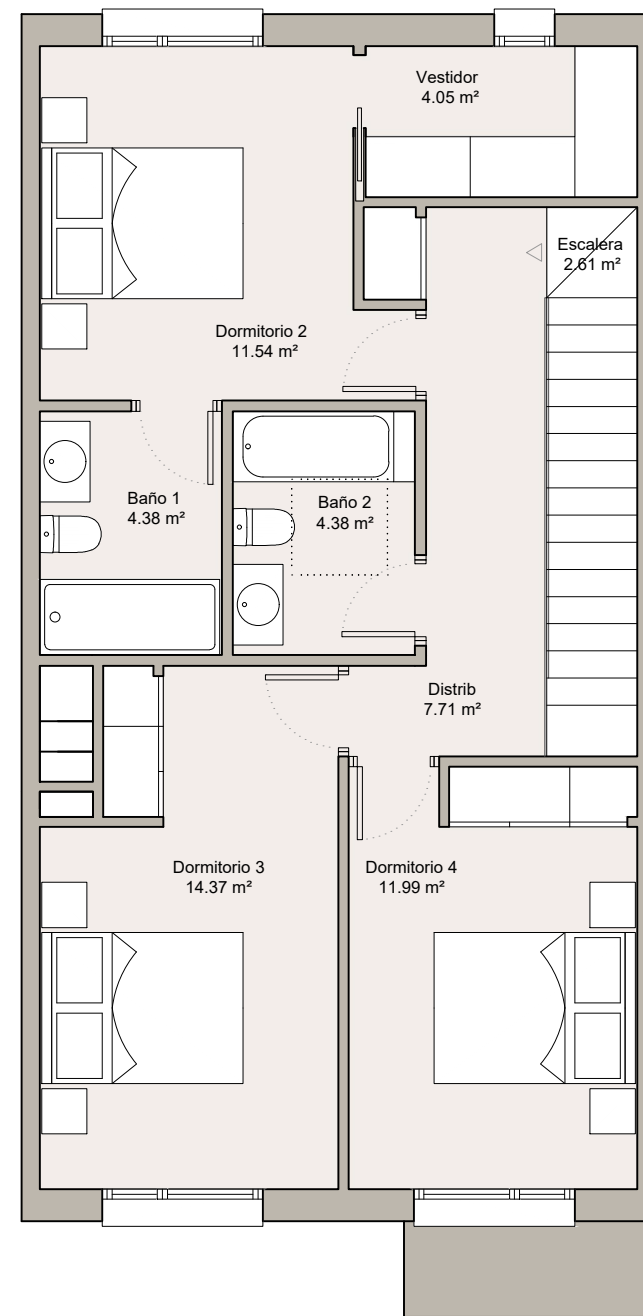 Vestidor
4.05 m²
Escalera
2.61 m²
Dormitorio 2
11.54 m²
Baño 1
4.38 m²
Baño 2
4.38 m²
Distrib
7.71 m²
Dormitorio 3
14.37 m²
Dormitorio 4
11.99 m²